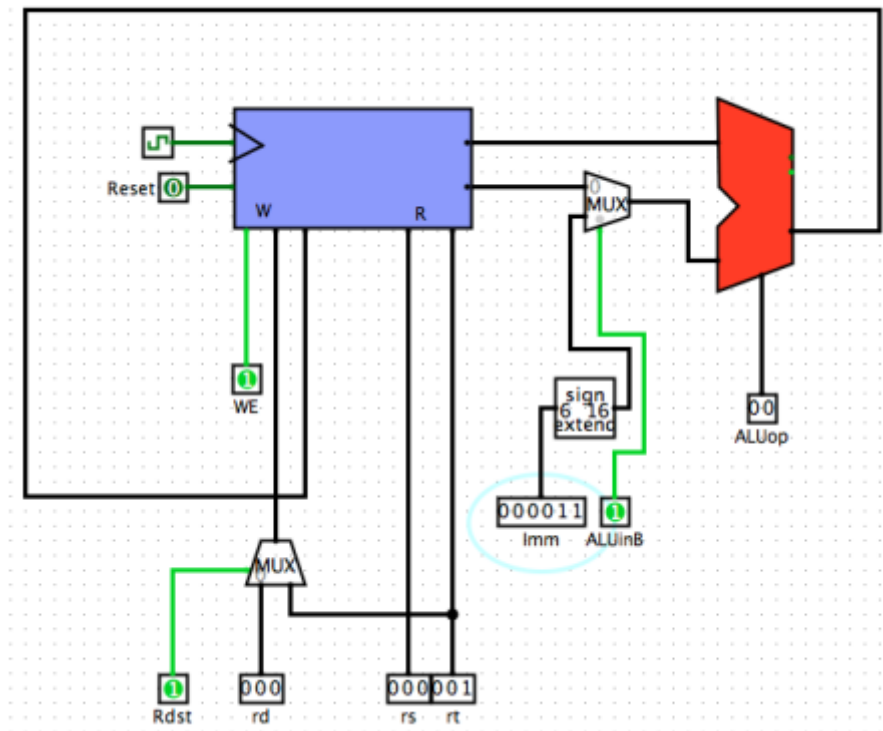 Reset 0
W
R
0
MUX
1
WE
sign
6 16
extend
00
ALUop
000011
1
Imm
ALUinB
MUX
0
1
000
000
001
Rdst
rd
rs
rt